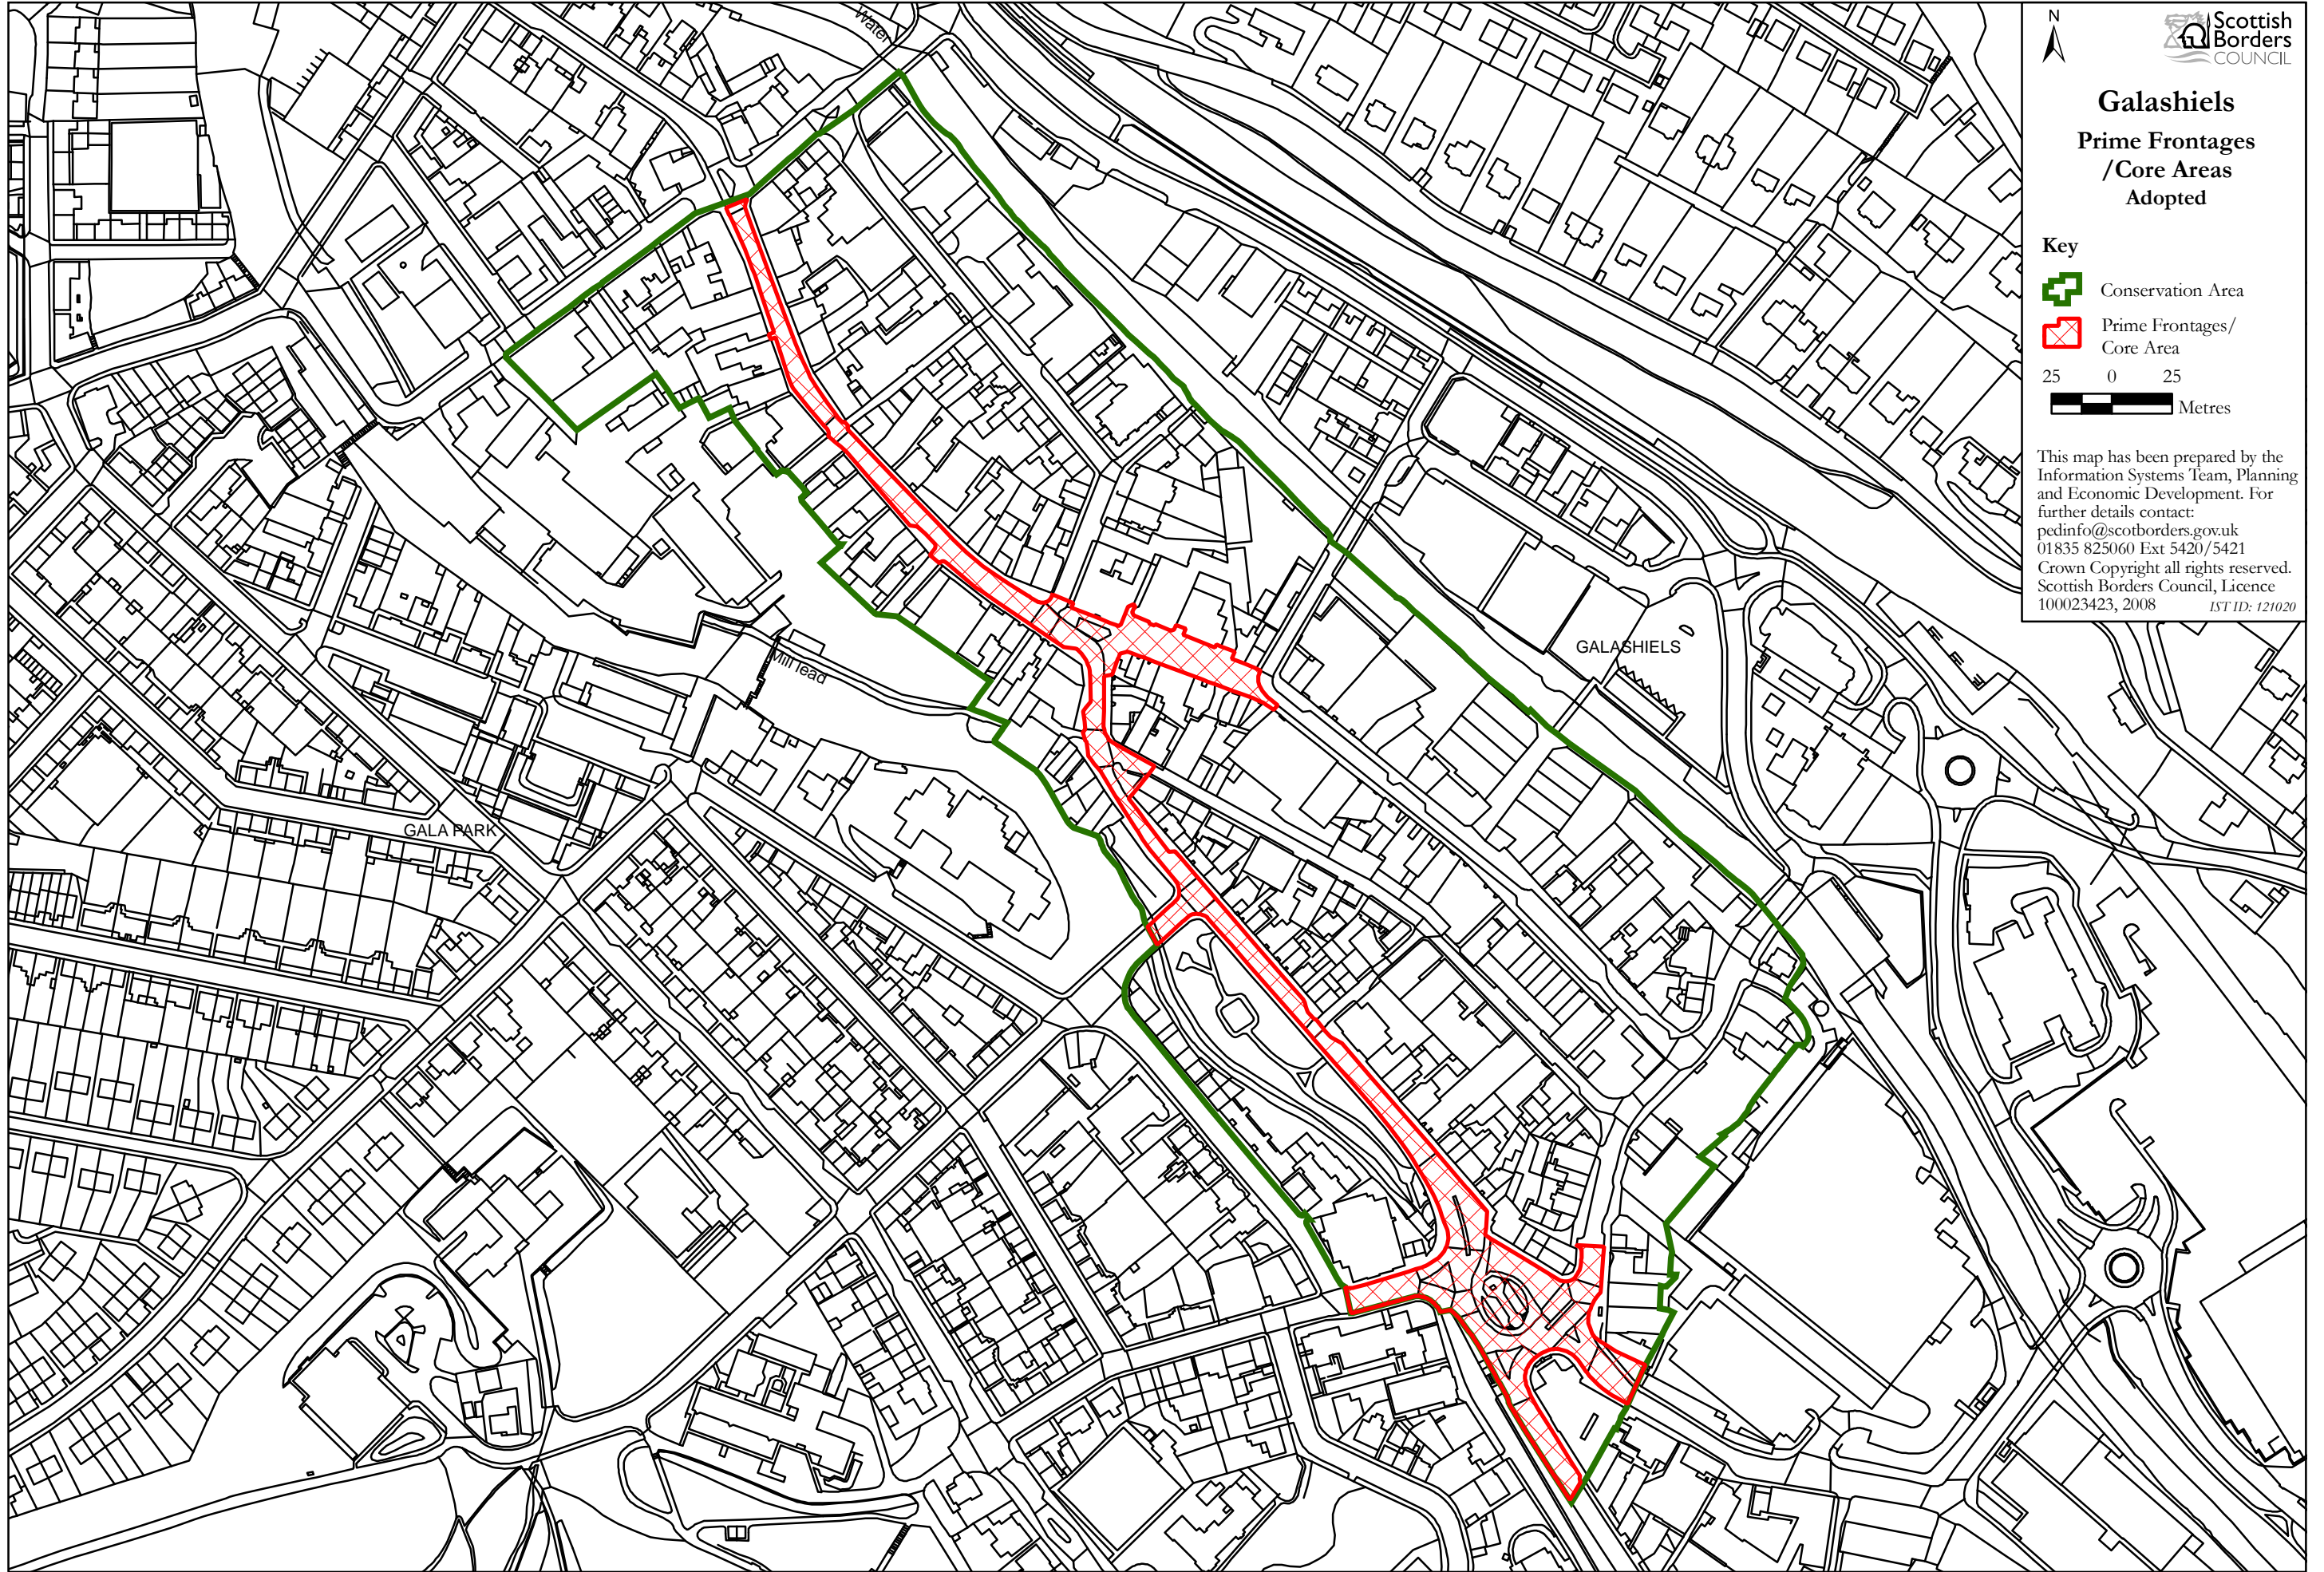 N
Scottish
Borders
COUNCIL
Galashiels
Prime Frontages
/Core Areas
Adopted
Key
Conservation Area
Prime Frontages/
Core Area
25 0 25
Metres
This map has been prepared by the
Information Systems Team, Planning
and Economic Development. For
further details contact:
pedinfo@scotborders.gov.uk
01835 825060 Ext 5420/5421
Crown Copyright all rights reserved.
Scottish Borders Council, Licence
100023423, 2008 IST ID: 121020
Water
GALASHIELS
Mill lead
GALA PARK